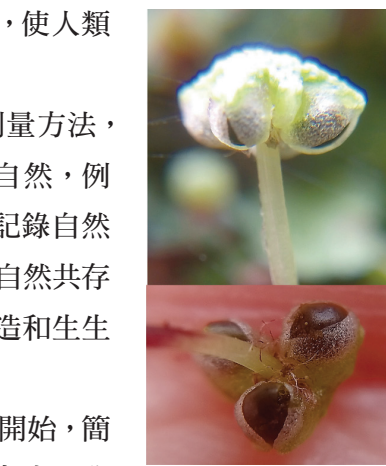 ，使人類
量方法，
自然，例
記錄自然
自然共存
造和生生
開始，簡